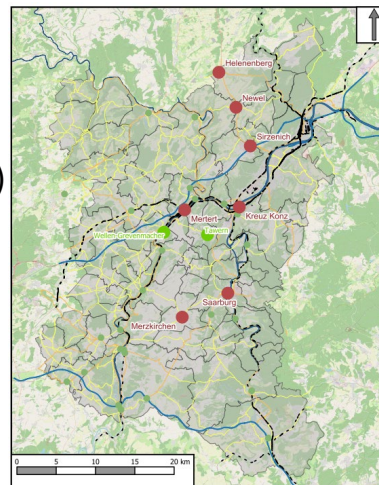 Helenenberg
Newel
Sirzenich
Mertert
Kreuz Konz
Wellen-Grevenmacher
Tawern
Saarburg
Merzkirchen
0 5 10 15 20 km